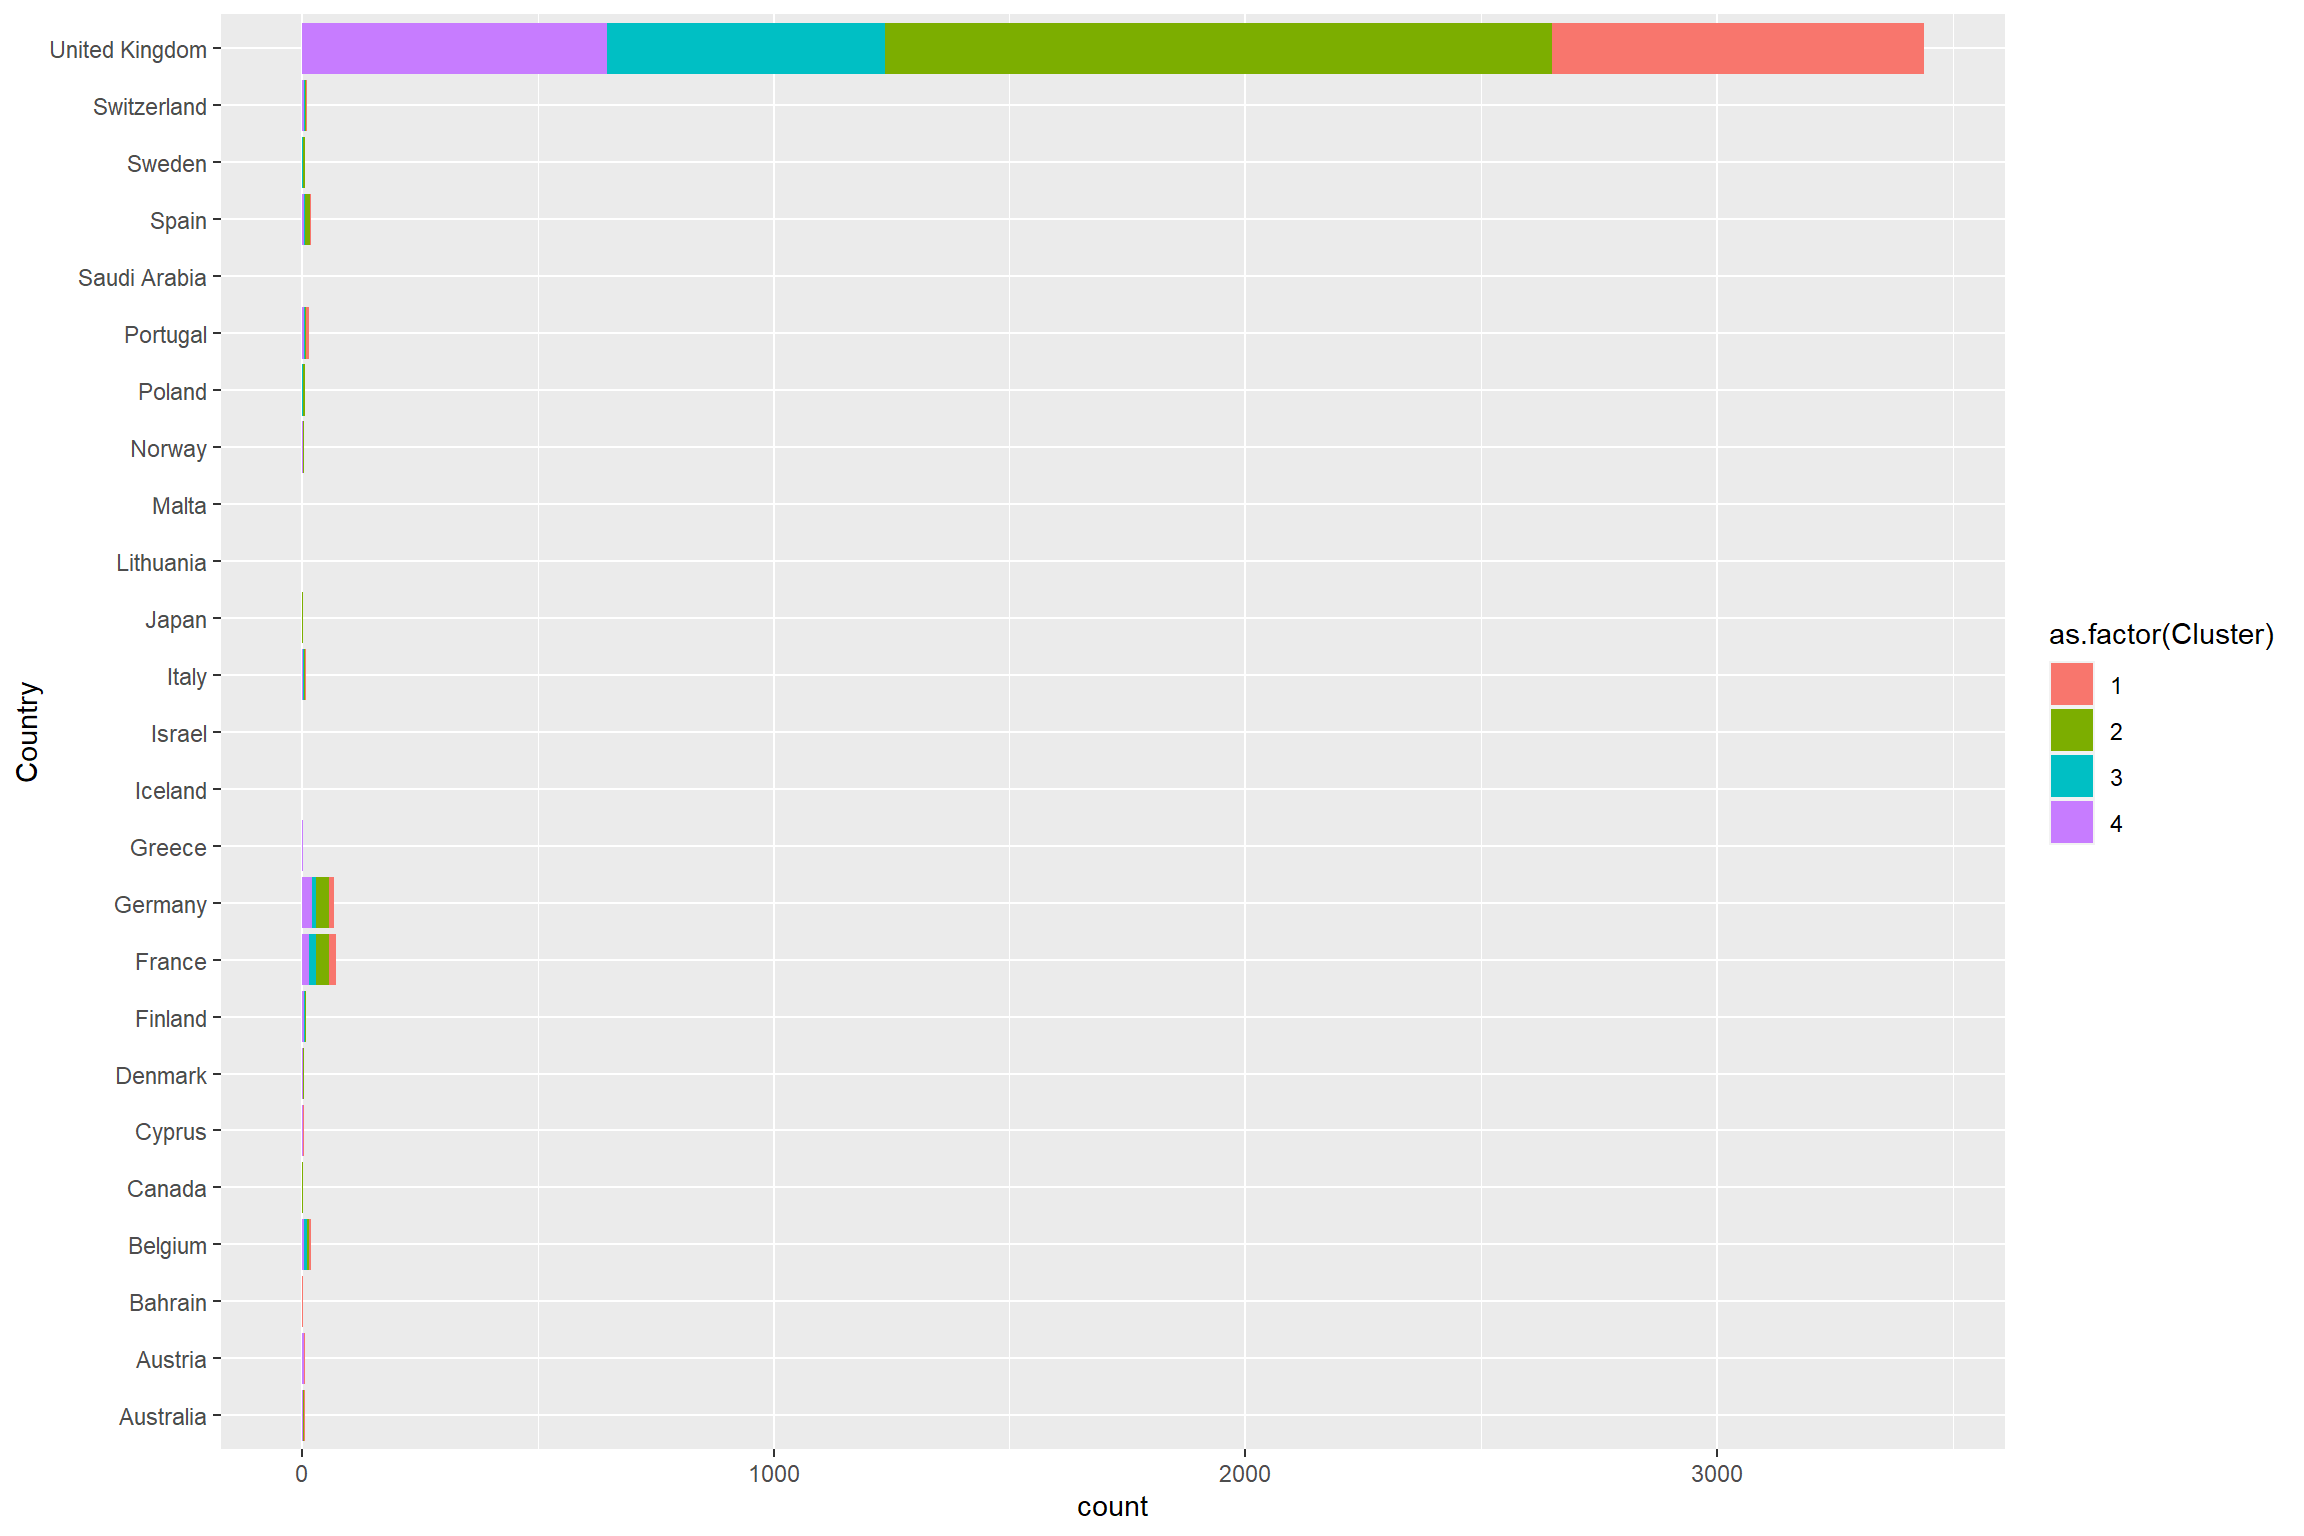 United Kingdom
Switzerland
Sweden
Spain
Saudi Arabia
Portugal
Poland
Norway
Malta
Lithuania
Japan
Italy
Israel
Iceland
Greece
Germany
France
Finland
Denmark
Cyprus
Canada
Belgium
Bahrain
Austria
Australia
Country
0 1000 2000 3000
count
as.factor(Cluster)
1
2
3
4